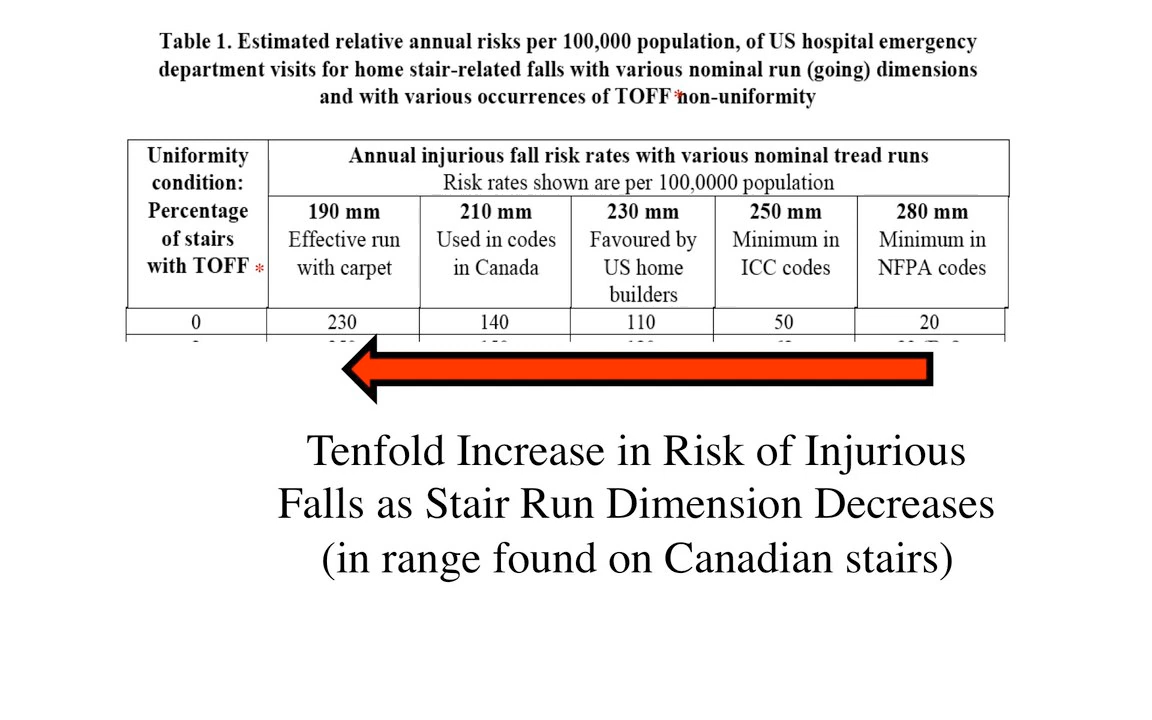 Table 1. Estimated relative annual risks per 100,000 population, of US hospital emergency
department visits for home stair-related falls with various nominal run (going) dimensions
and with various occurrences of TOFF*non-uniformity
Uniformity
condition:
Percentage
of stairs
with TOFF *
Annual injurious fall risk rates with various nominal tread runs
Risk rates shown are per 100,0000 population
190 mm
Effective run
with carpet
210 mm
Used in codes
in Canada
230 mm
Favoured by
US home
builders
250 mm
Minimum in
ICC codes
280 mm
Minimum in
NFPA codes
0 230 140 110 50 20
Tenfold Increase in Risk of Injurious
Falls as Stair Run Dimension Decreases
(in range found on Canadian stairs)